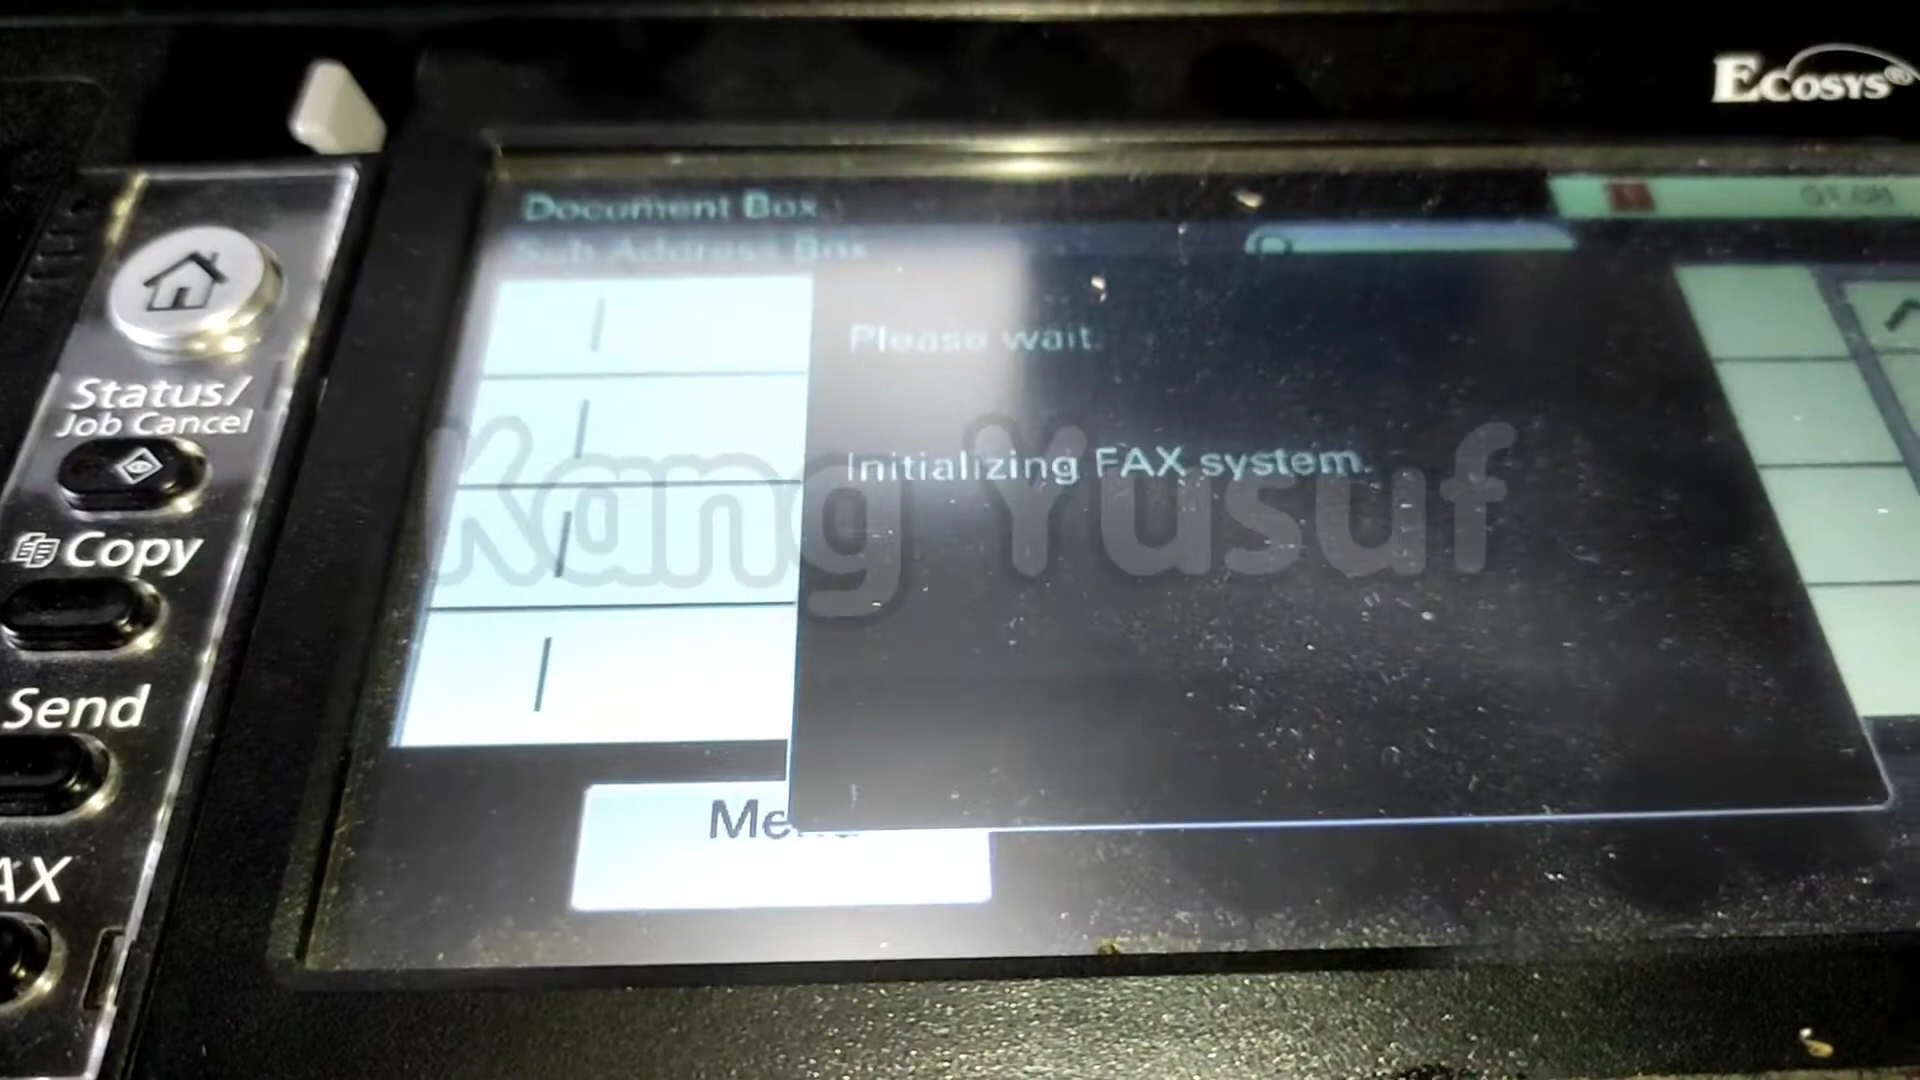 Ecosys®
Document Box
Sub Address Box
Please wait.
Initializing FAX system.
Menu
Status/
Job Cancel
Copy
Send
AX
Kang Yusuf